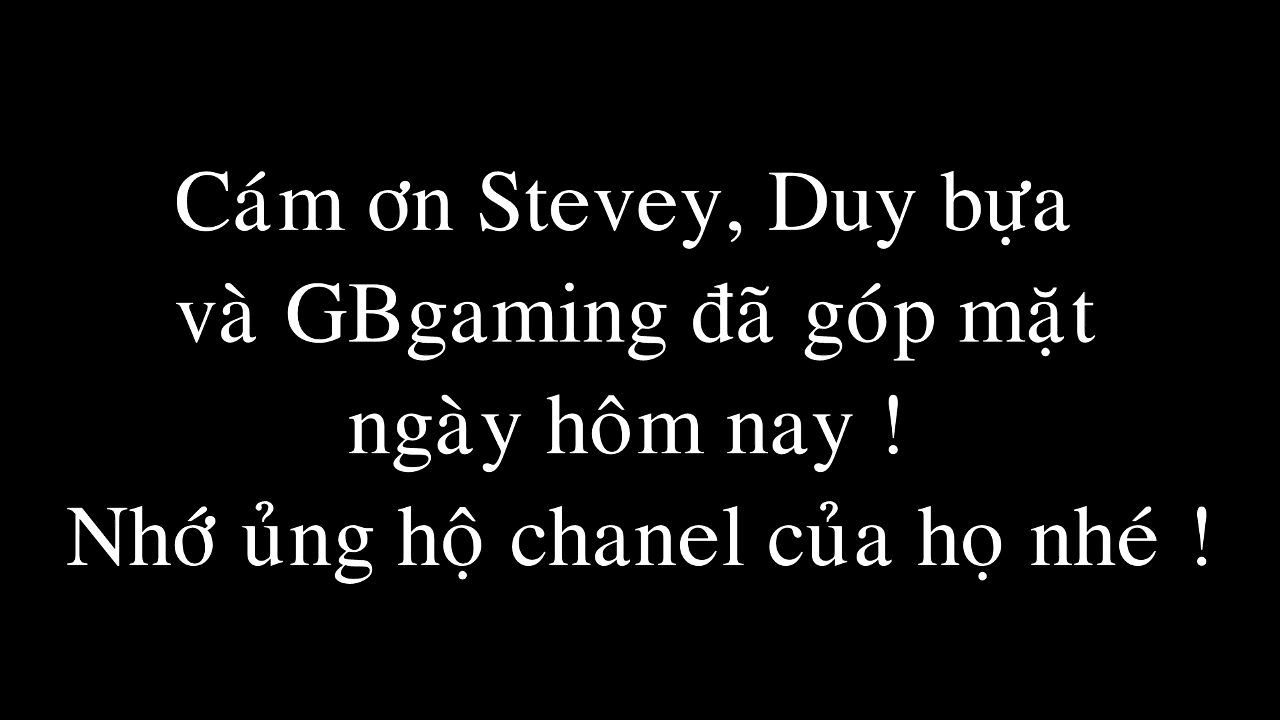 Cám ơn Stevey, Duy bựa
và GBgaming đã góp mặt
ngày hôm nay !
Nhớ ủng hộ chanel của họ nhé !